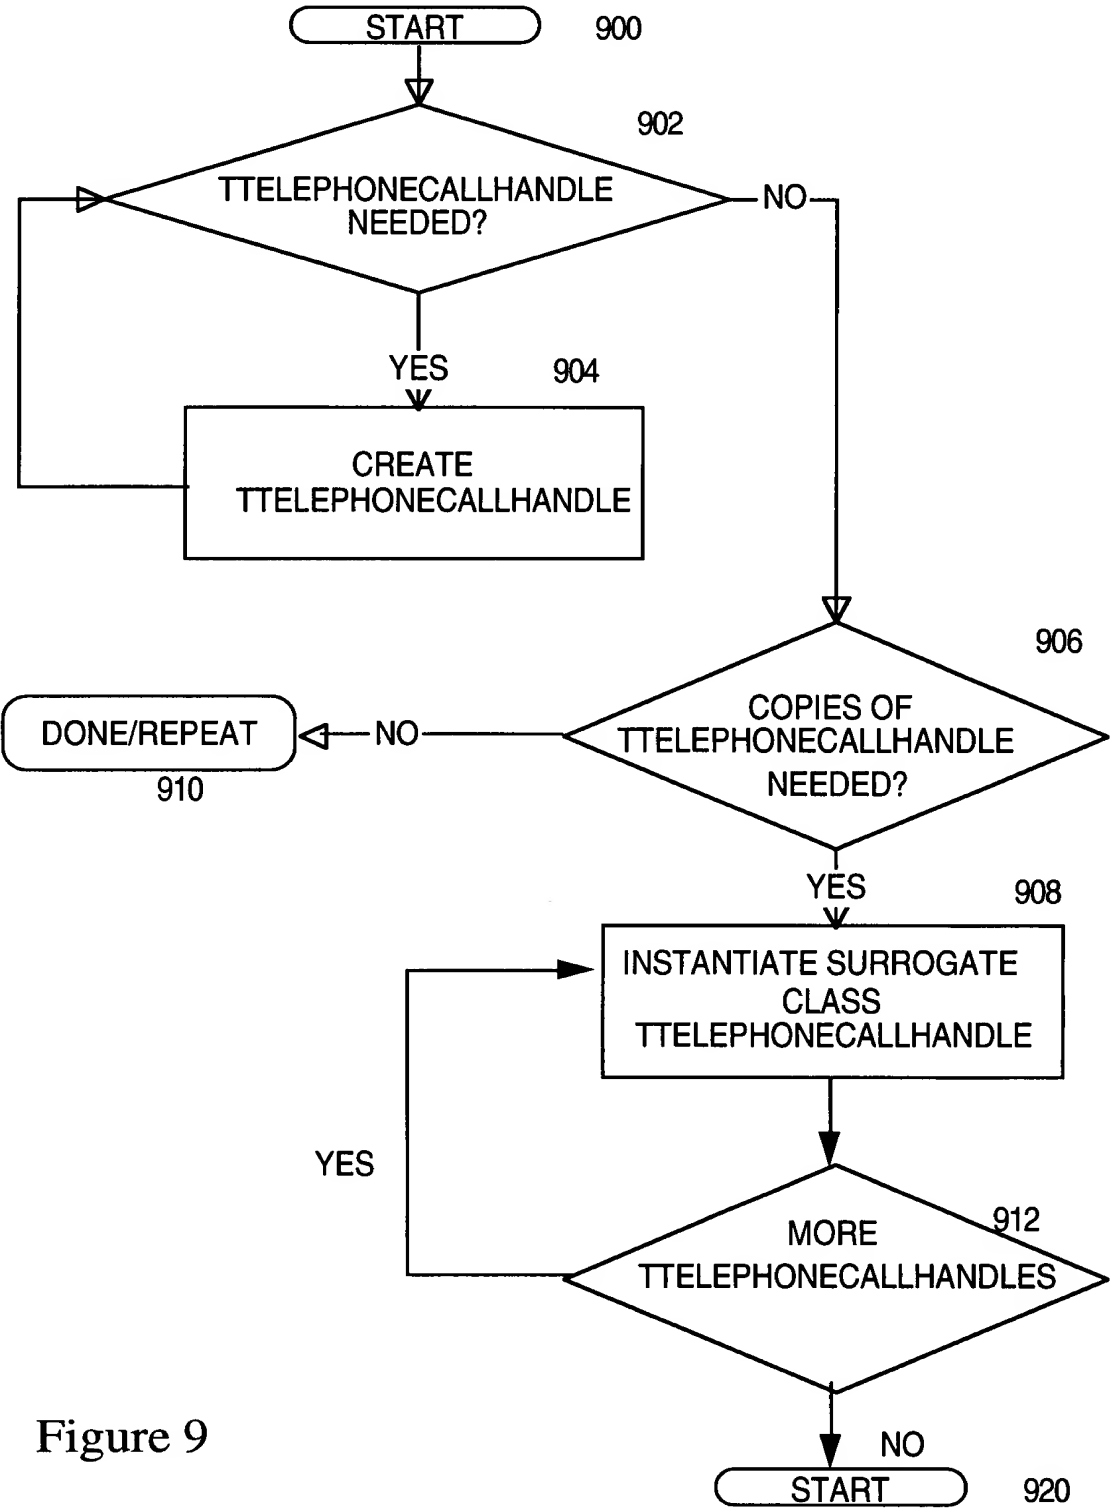 START
900
902
TTELEPHONECALLHANDLE
NEEDED?
NO
YES
904
CREATE
TTELEPHONECALLHANDLE
906
COPIES OF
TTELEPHONECALLHANDLE
NEEDED?
NO
DONE/REPEAT
910
YES
908
INSTANTIATE SURROGATE
CLASS
TTELEPHONECALLHANDLE
YES
912
MORE
TTELEPHONECALLHANDLES
NO
START
920
Figure 9